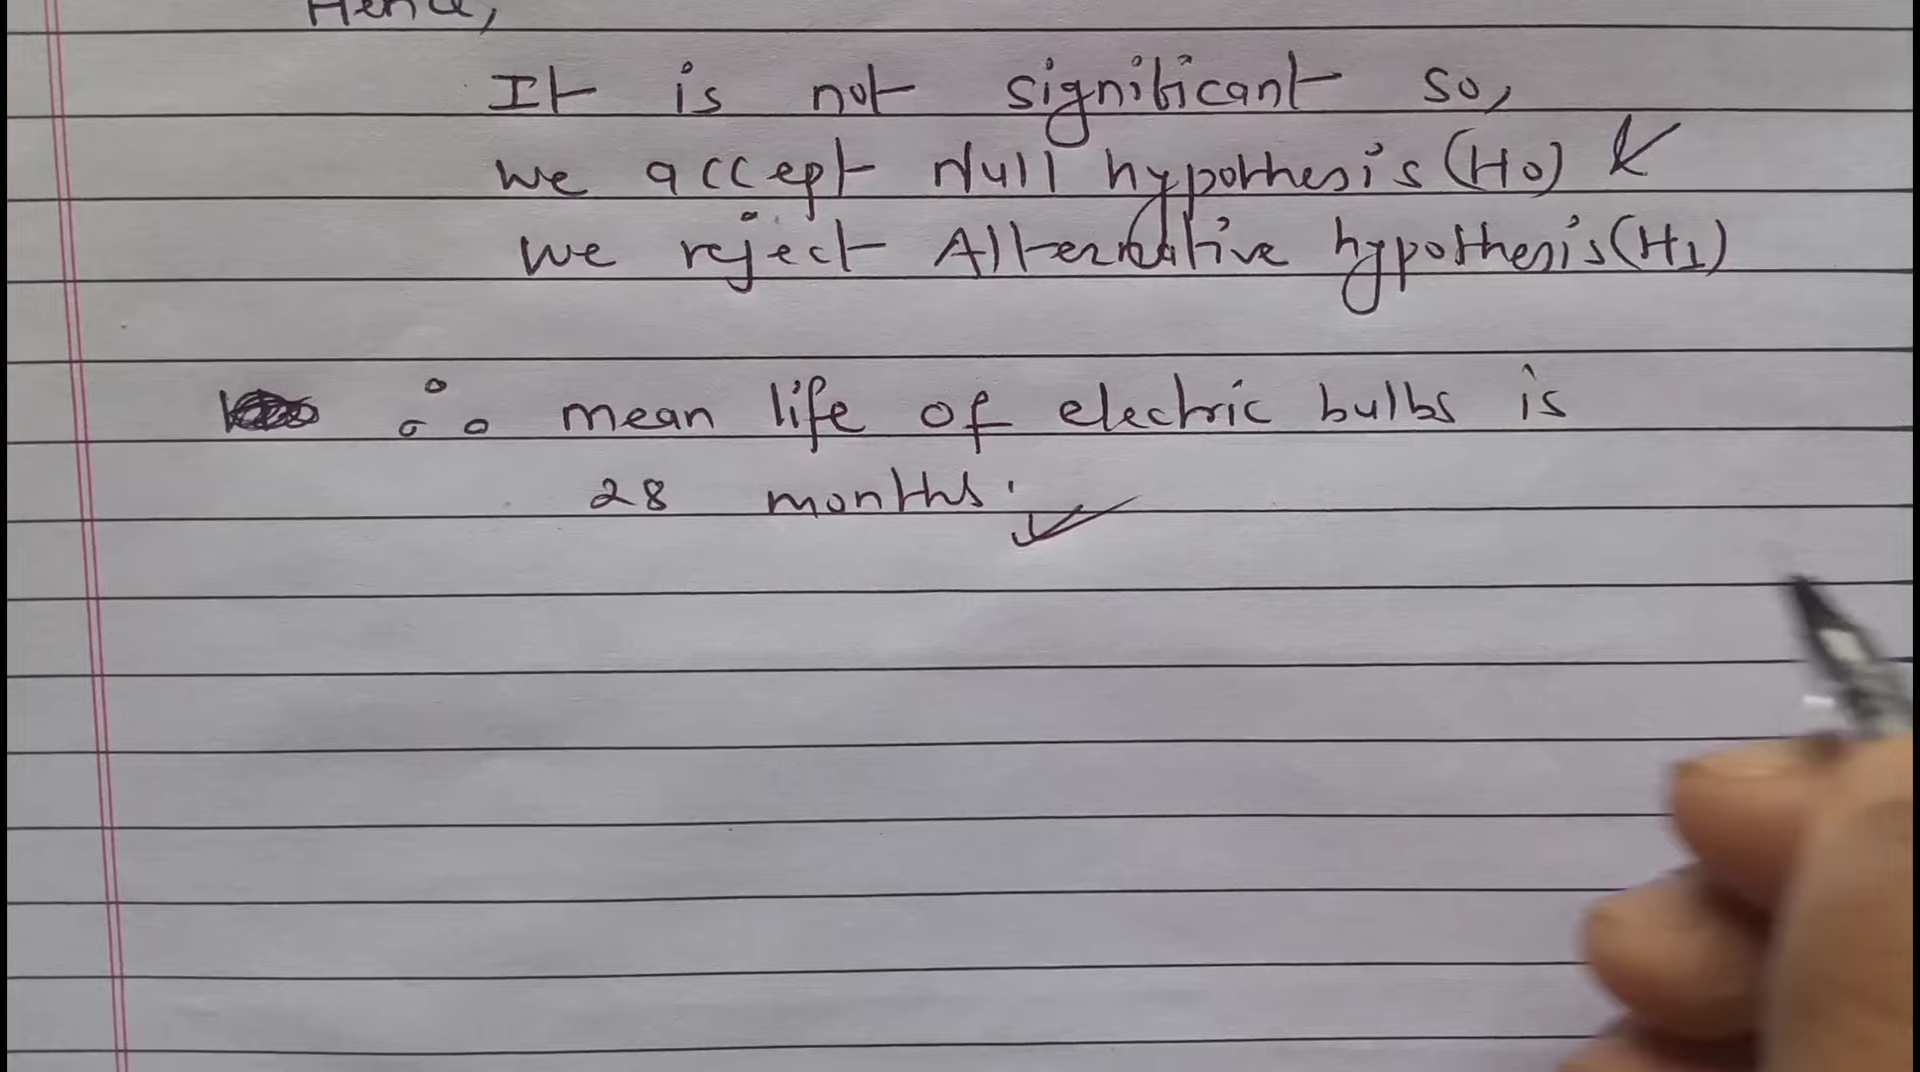 Hence,
It is not significant so,
we accept Null hypothesis (H0) &
we reject Alternative hypothesis (H1)
∴ mean life of electric bulbs is
28 months.